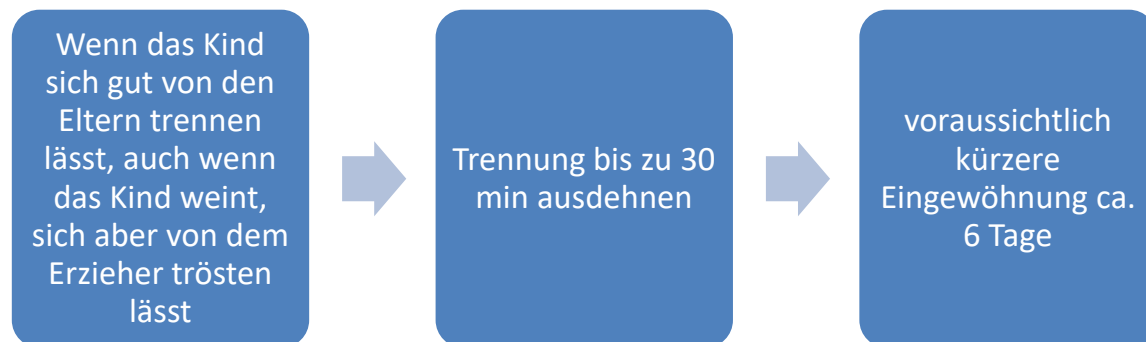 Wenn das Kind
sich gut von den
Eltern trennen
lässt, auch wenn
das Kind weint,
sich aber von dem
Erzieher trösten
lässt
Trennung bis zu 30
min ausdehnen
voraussichtlich
kürzere
Eingewöhnung ca.
6 Tage